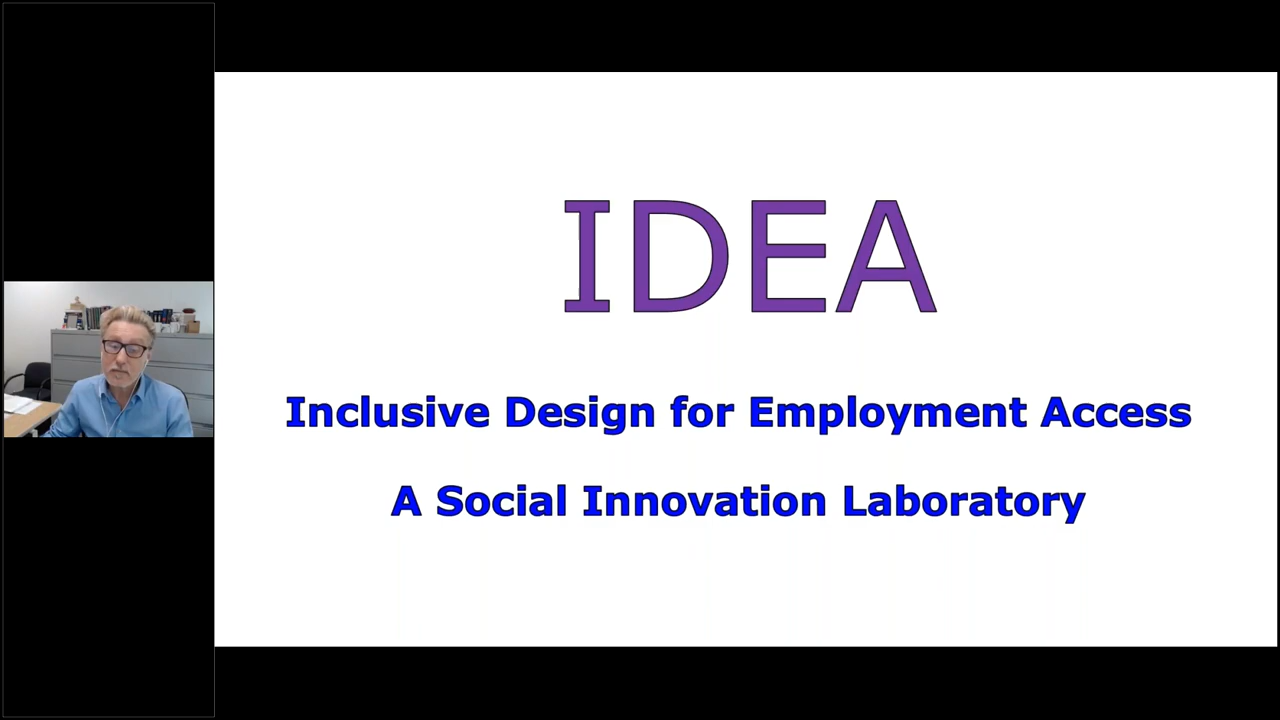 IDEA
Inclusive Design for Employment Access
A Social Innovation Laboratory